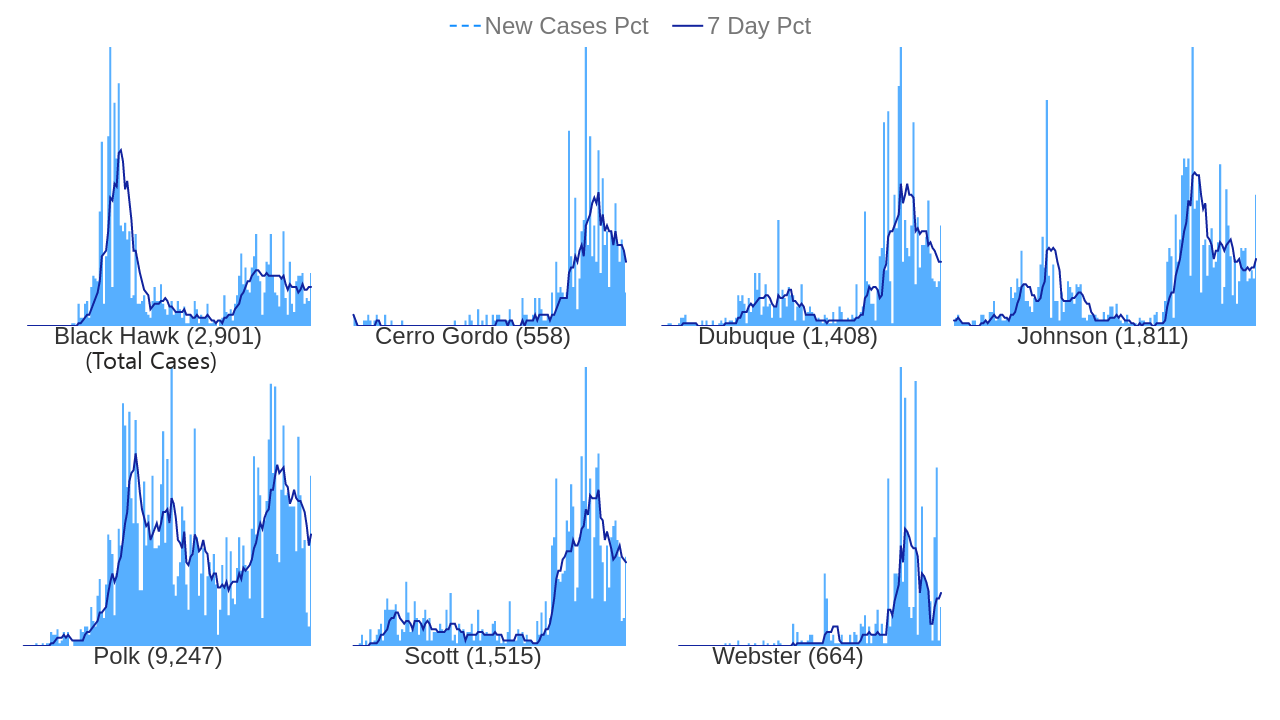 New Cases Pct 7 Day Pct
Black Hawk (2,901) Cerro Gordo (558) Dubuque (1,408) Johnson (1,811)
(Total Cases)
Polk (9,247) Scott (1,515) Webster (664)